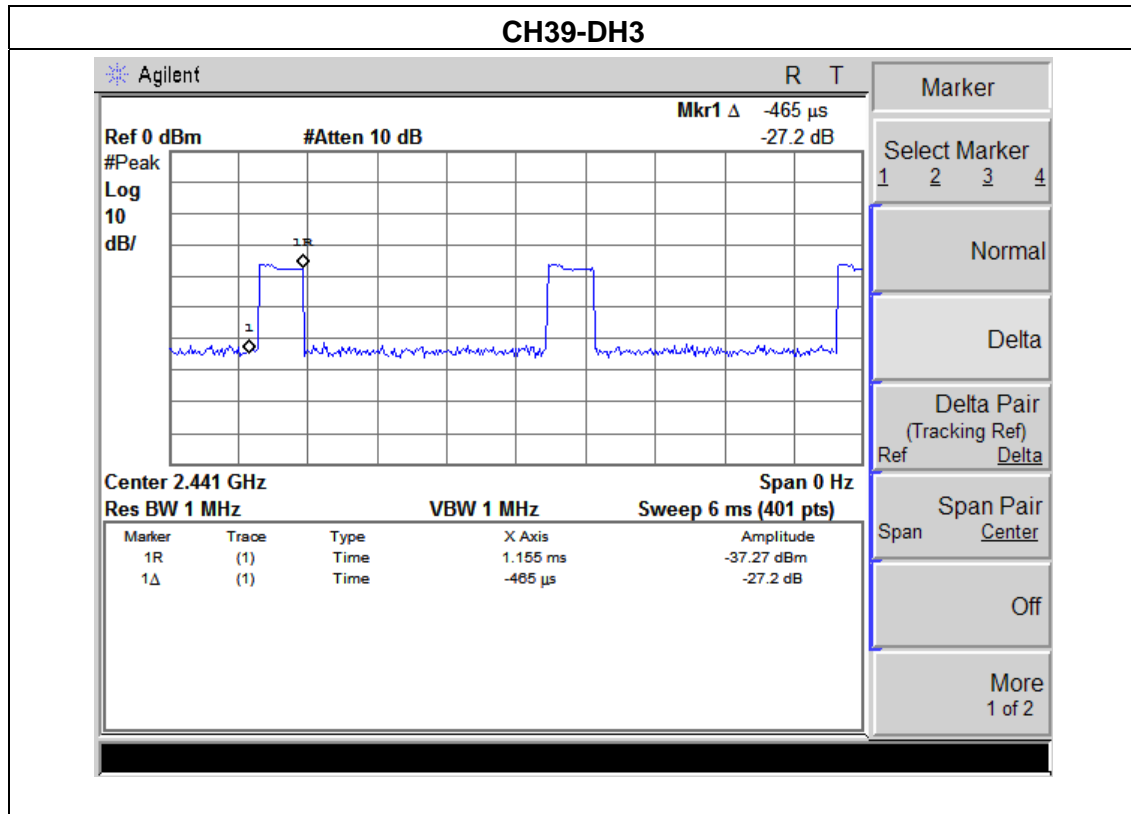 CH39-DH3
Agilent R T
Mkr1 Δ -465 µs
Ref 0 dBm #Atten 10 dB -27.2 dB
#Peak
Log
10
dB/
1R
1
Center 2.441 GHz Span 0 Hz
Res BW 1 MHz VBW 1 MHz Sweep 6 ms (401 pts)
Marker Trace Type X Axis Amplitude
1R (1) Time 1.155 ms -37.27 dBm
1Δ (1) Time -465 µs -27.2 dB
Marker
Select Marker
1 2 3 4
Normal
Delta
Delta Pair
(Tracking Ref)
Ref Delta
Span Pair
Span Center
Off
More
1 of 2